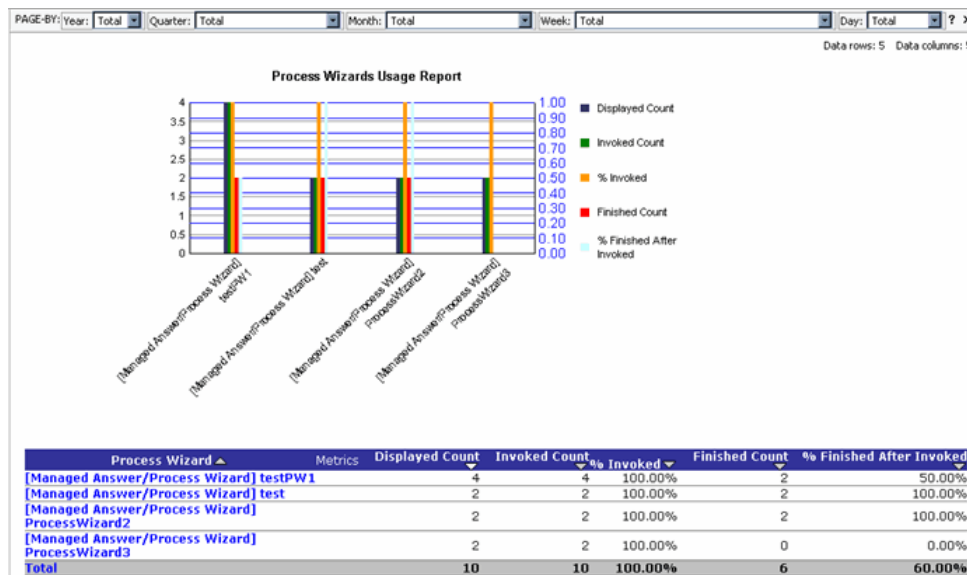 PAGE-BY: Year: Total Quarter: Total Month: Total Week: Total Day: Total ?
Data rows: 5 Data columns:
Process Wizards Usage Report
4
3.5
3
2.5
2
1.5
1
0.5
0
1.00
0.90
0.80
0.70
0.60
0.50
0.40
0.30
0.20
0.10
0.00
Displayed Count
Invoked Count
% Invoked
Finished Count
% Finished After
Invoked
[Managed Answer/Process Wizard]
testPW1
[Managed Answer/Process Wizard] test
[Managed Answer/Process Wizard]
ProcessWizard2
[Managed Answer/Process Wizard]
ProcessWizard3
Process Wizard Metrics Displayed Count Invoked Count % Invoked Finished Count % Finished After Invoked
[Managed Answer/Process Wizard] testPW1 4 4 100.00% 2 50.00%
[Managed Answer/Process Wizard] test 2 2 100.00% 2 100.00%
[Managed Answer/Process Wizard]
ProcessWizard2 2 2 100.00% 2 100.00%
[Managed Answer/Process Wizard]
ProcessWizard3 2 2 100.00% 0 0.00%
Total 10 10 100.00% 6 60.00%